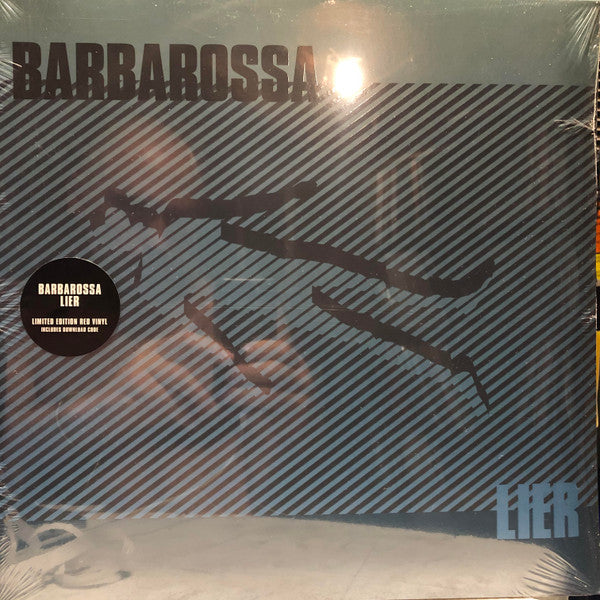 BARBAROSSA
BARBAROSSA
LIER
LIMITED EDITION RED VINYL
INCLUDES DOWNLOAD CODE
LIER